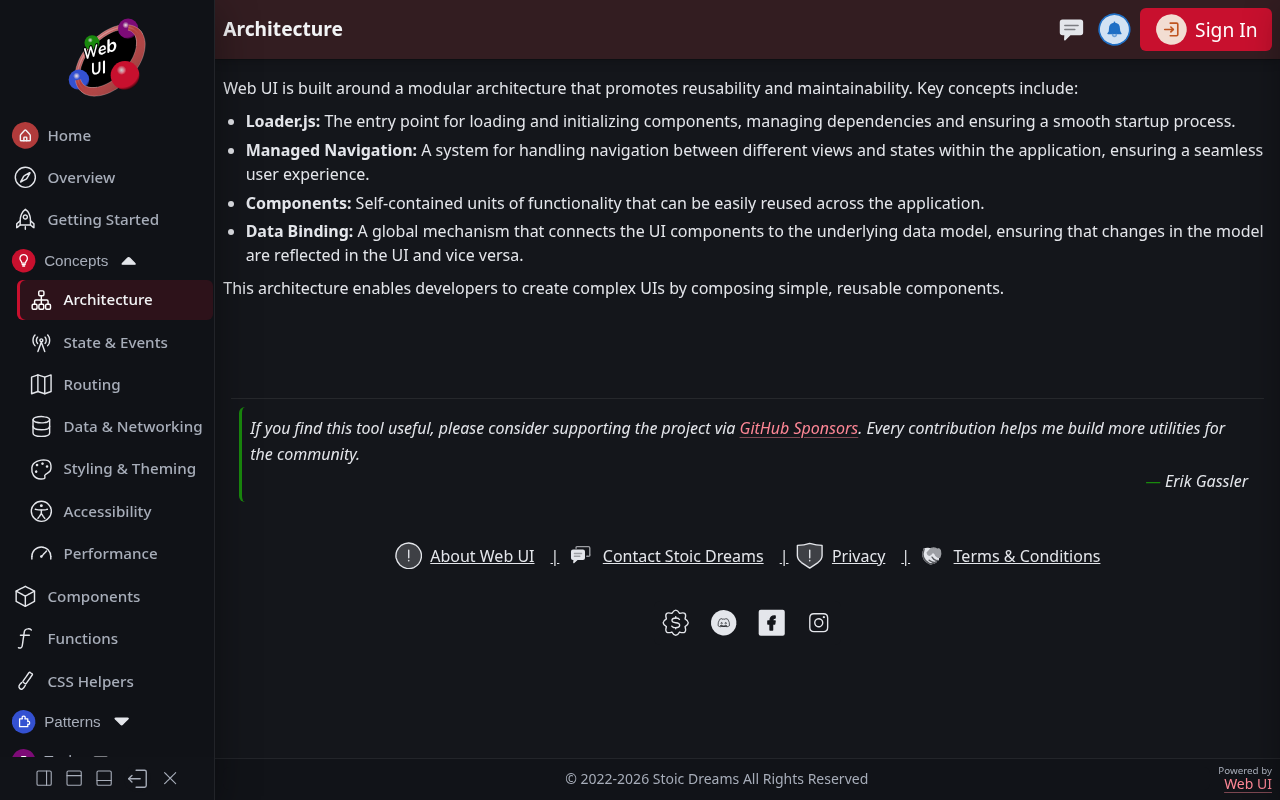 Web
UI
Home
Overview
Getting Started
Concepts
Architecture
State & Events
Routing
Data & Networking
Styling & Theming
Accessibility
Performance
Components
Functions
CSS Helpers
Patterns
Architecture
Sign In
Web UI is built around a modular architecture that promotes reusability and maintainability. Key concepts include:
Loader.js: The entry point for loading and initializing components, managing dependencies and ensuring a smooth startup process.
Managed Navigation: A system for handling navigation between different views and states within the application, ensuring a seamless
user experience.
Components: Self-contained units of functionality that can be easily reused across the application.
Data Binding: A global mechanism that connects the UI components to the underlying data model, ensuring that changes in the model
are reflected in the UI and vice versa.
This architecture enables developers to create complex UIs by composing simple, reusable components.
If you find this tool useful, please consider supporting the project via GitHub Sponsors. Every contribution helps me build more utilities for
the community.
— Erik Gassler
About Web UI | Contact Stoic Dreams | Privacy | Terms & Conditions
© 2022-2026 Stoic Dreams All Rights Reserved
Powered by
Web UI